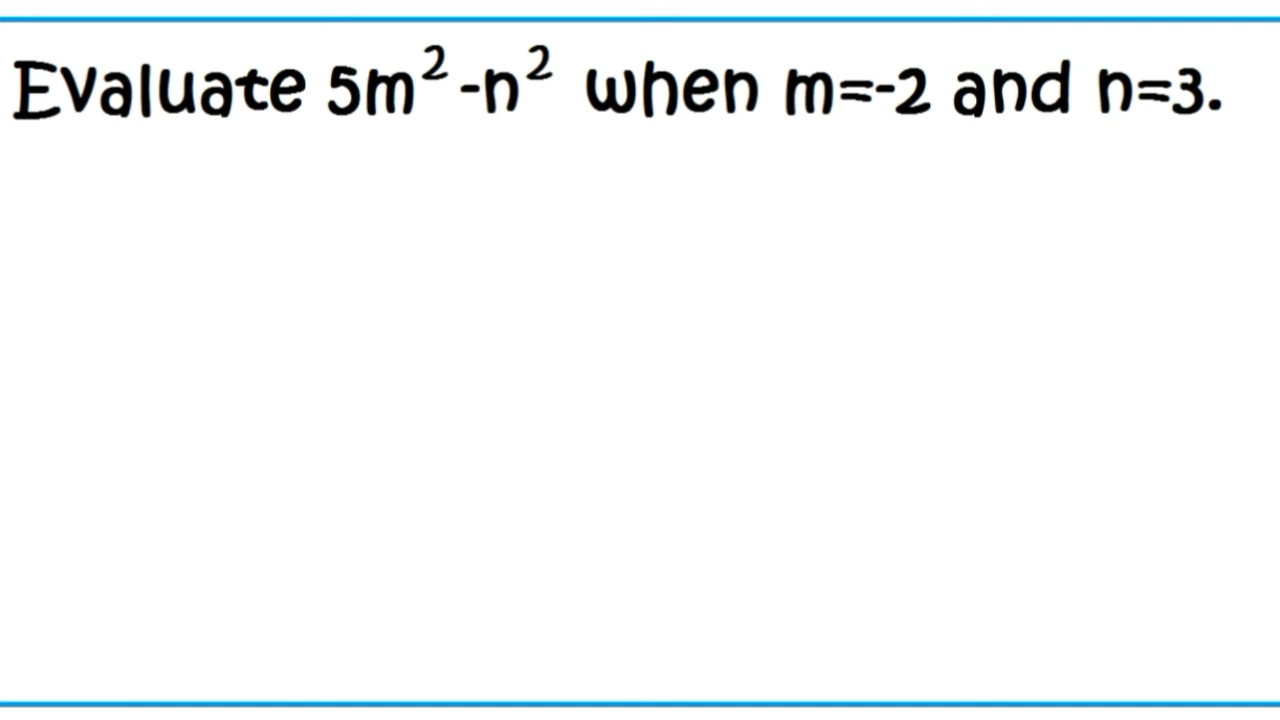 Evaluate 5m² -n² when m=-2 and n=3.